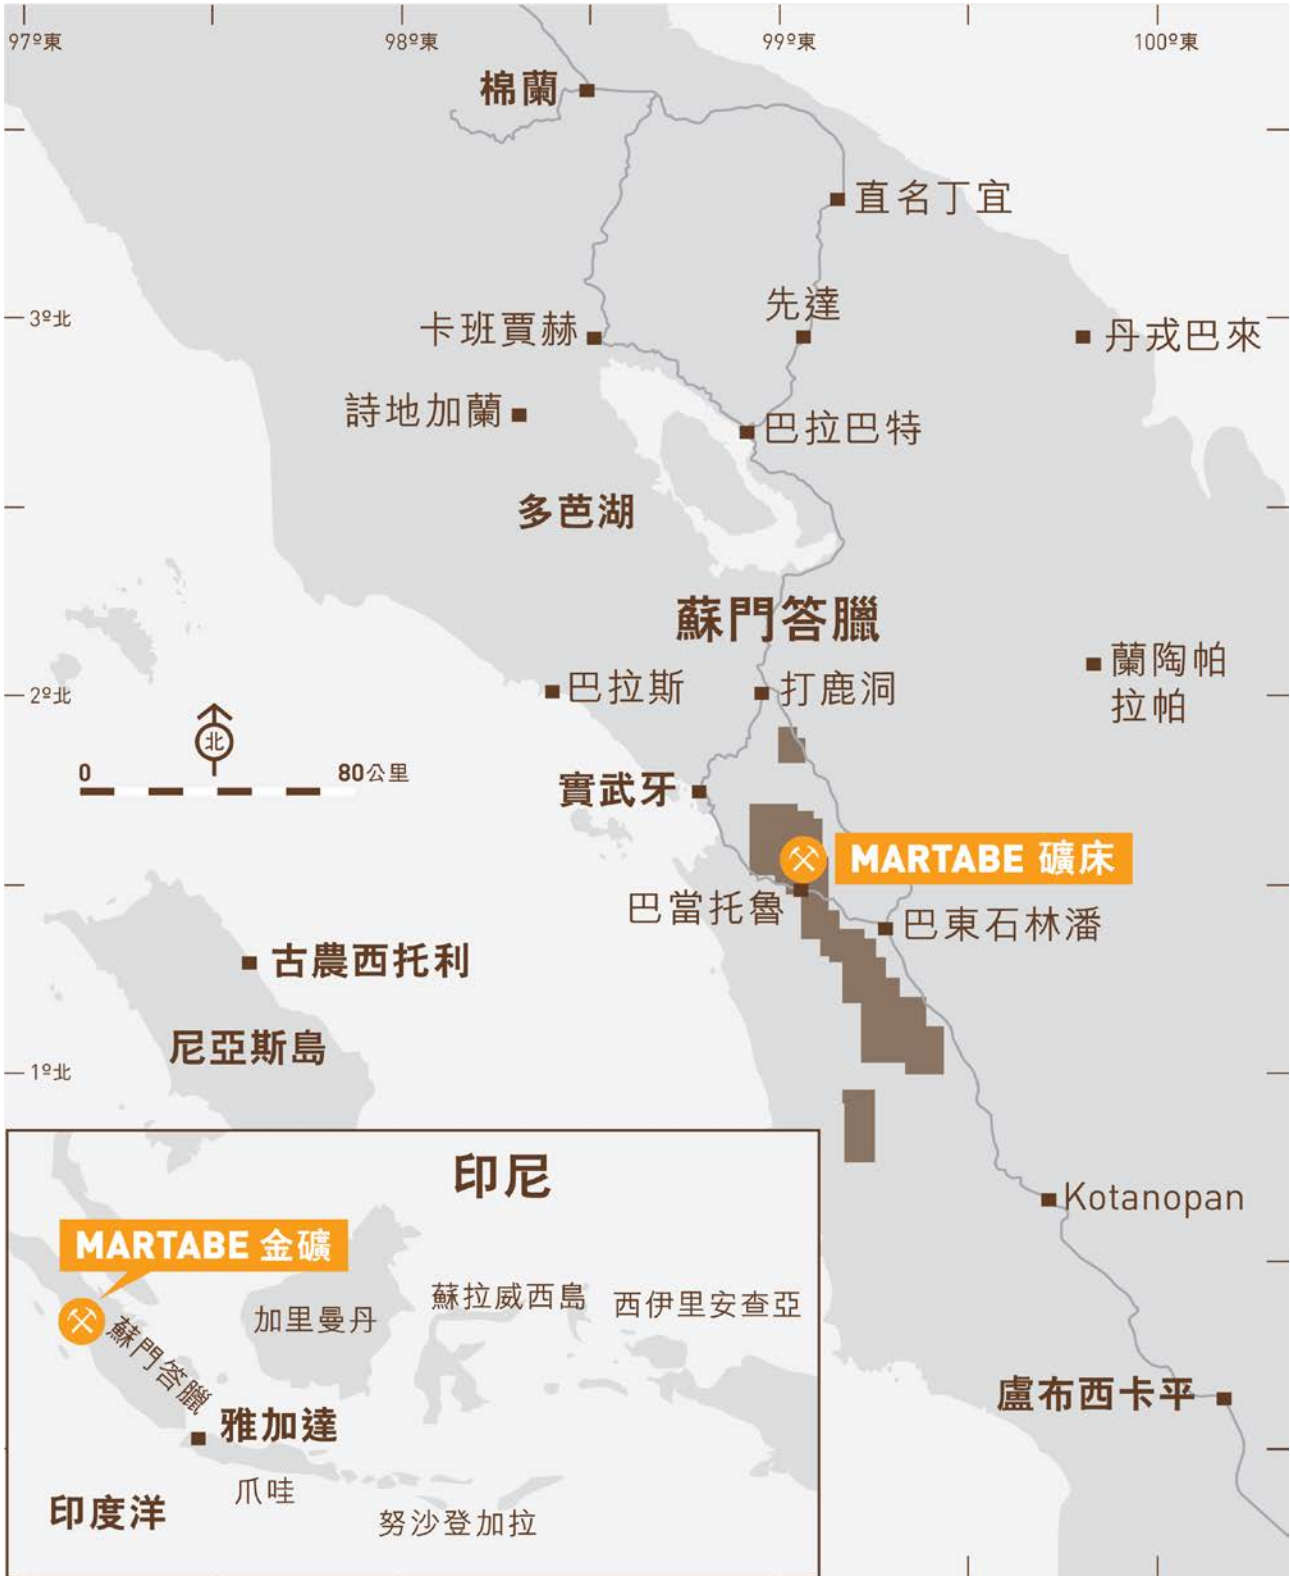 97º東
98º東
99º東
100º東
棉蘭
直名丁宜
3º北
卡班賈赫
先達
丹戎巴來
詩地加蘭
巴拉巴特
多芭湖
蘇門答臘
蘭陶帕
拉帕
2º北
巴拉斯
打鹿洞
北
0
80公里
實武牙
MARTABE 礦床
巴當托魯
巴東石林潘
古農西托利
尼亞斯島
1º北
Kotanopan
盧布西卡平
印尼
MARTABE 金礦
蘇門答臘
加里曼丹
蘇拉威西島
西伊里安查亞
雅加達
爪哇
印度洋
努沙登加拉